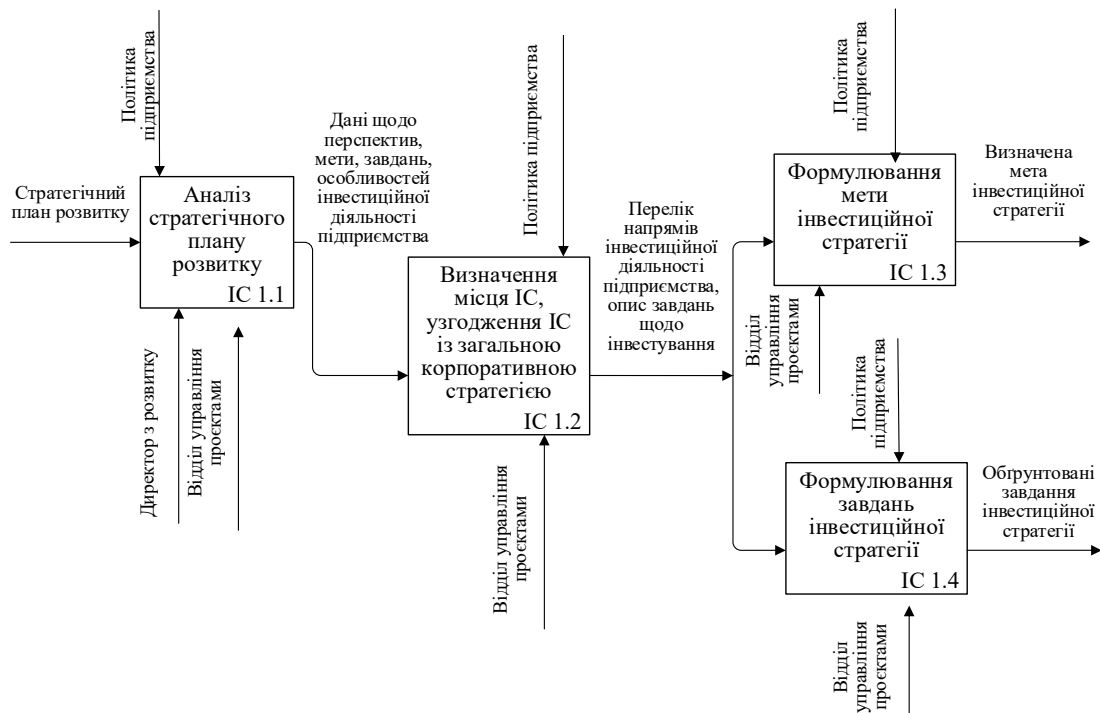 Політика
підприємства
Стратегічний
план розвитку
Аналіз
стратегічного
плану
розвитку
ІС 1.1
Директор з розвитку
Відділ управління
проєктами
Дані щодо
перспектив,
мети, завдань,
особливостей
інвестиційної
діяльності
підприємства
Політика підприємства
Визначення
місця ІС,
узгодження ІС
із загальною
корпоративною
стратегією
ІС 1.2
Відділ управління
проєктами
Перелік
напрямів
інвестиційної
діяльності
підприємства,
опис завдань
щодо
інвестування
Політика
підприємства
Формулювання
мети
інвестиційної
стратегії
ІС 1.3
Відділ
управління
проєктами
Визначена
мета
інвестиційної
стратегії
Політика
підприємства
Формулювання
завдань
інвестиційної
стратегії
ІС 1.4
Обґрунтовані
завдання
інвестиційної
стратегії
Відділ
управління
проєктами